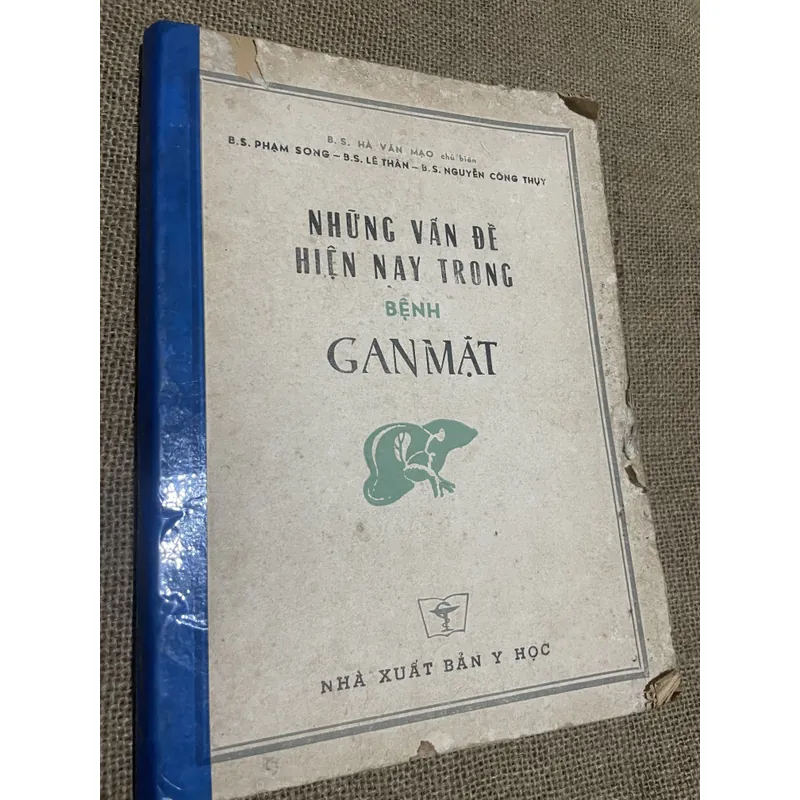 B.S. HÀ VĂN MẠO chủ biên
B.S. PHẠM SONG – B.S. LÊ THÀN – B.S. NGUYỄN CÔNG THỤY
NHỮNG VẤN ĐỀ
HIỆN NAY TRONG
BỆNH
GAN MẬT
NHÀ XUẤT BẢN Y HỌC